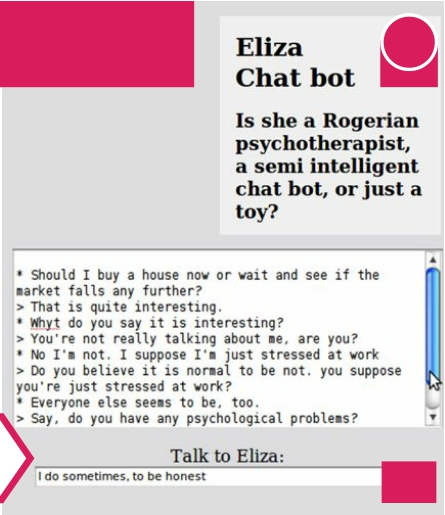 Eliza
Chat bot
Is she a Rogerian
psychotherapist,
a semi intelligent
chat bot, or just a
toy?
* Should I buy a house now or wait and see if the
market falls any further?
> That is quite interesting.
* Whyt do you say it is interesting?
> You're not really talking about me, are you?
* No I'm not. I suppose I'm just stressed at work
> Do you believe it is normal to be not. you suppose
you're just stressed at work?
* Everyone else seems to be, too.
> Say, do you have any psychological problems?
Talk to Eliza:
I do sometimes, to be honest